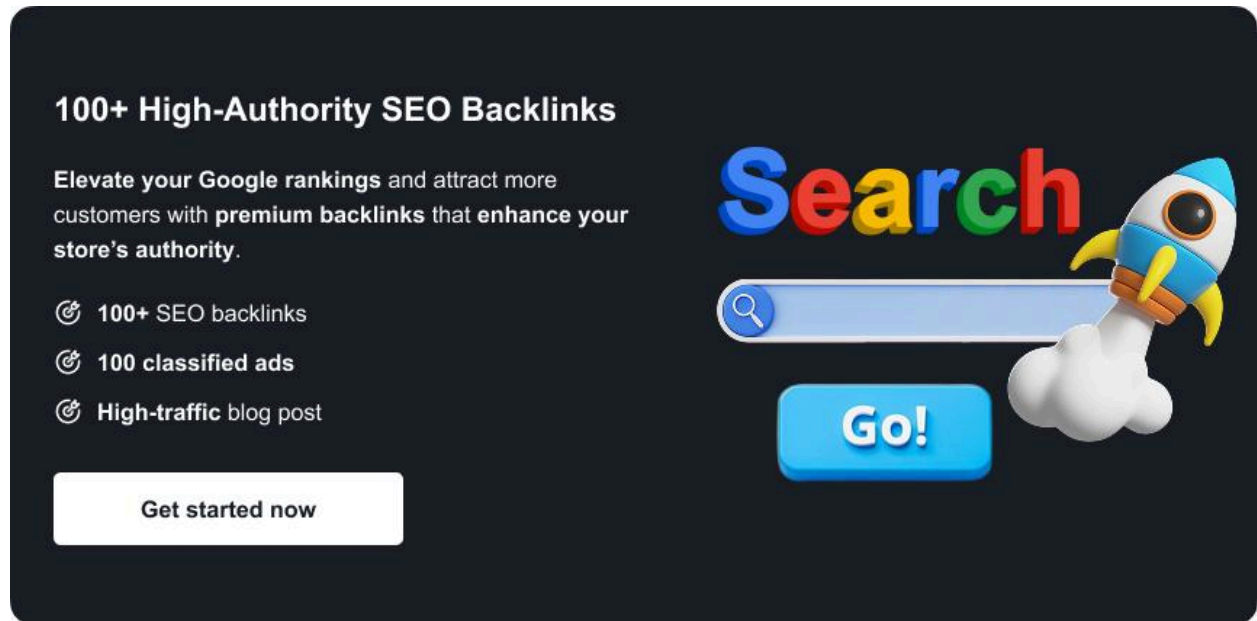 100+ High-Authority SEO Backlinks
Elevate your Google rankings and attract more
customers with premium backlinks that enhance your
store’s authority.
100+ SEO backlinks
100 classified ads
High-traffic blog post
Get started now
Search
Go!